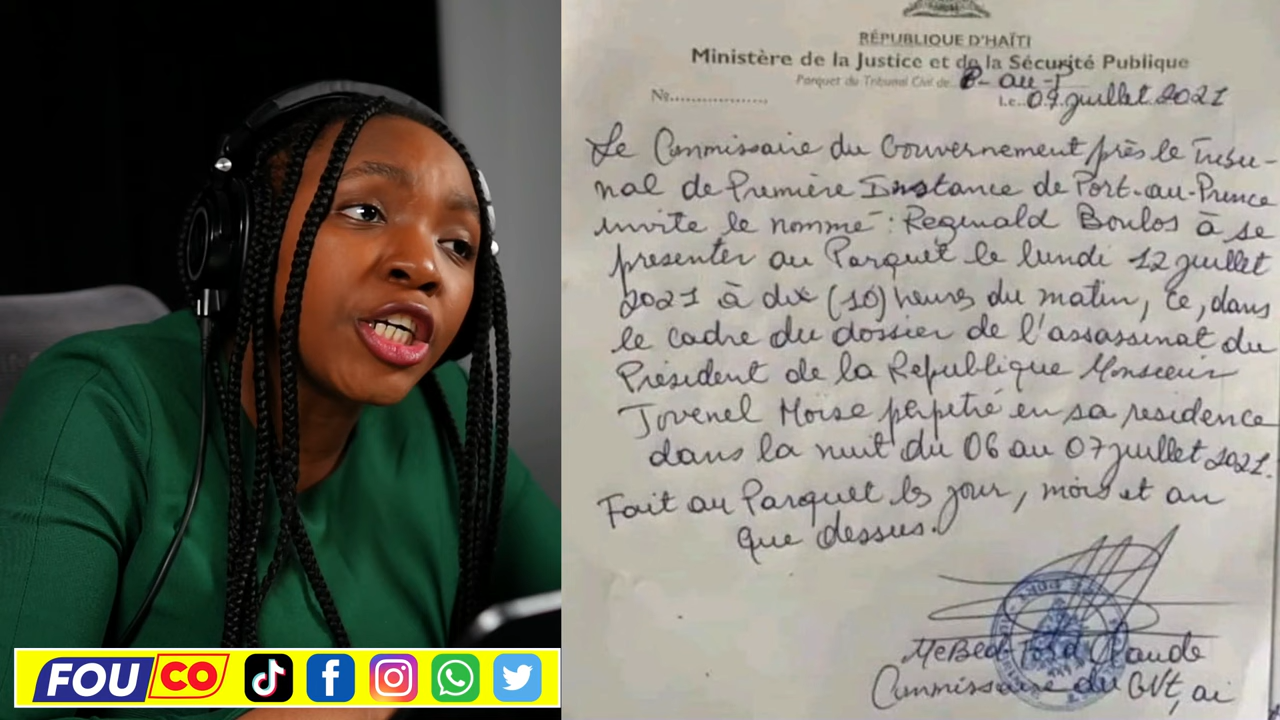 RÉPUBLIQUE D'HAÏTI
Ministère de la Justice et de la Sécurité Publique
Parquet du Tribunal Civil de P-au-P
No..................
Le 09 juillet 2021
Le Commissaire du Gouvernement près le Tribu-
nal de Première Instance de Port-au-Prince
invite le nommé : Reginald Boulos à se
présenter au Parquet le lundi 12 juillet
2021 à dix (10) heures du matin, ce, dans
le cadre du dossier de l'assassinat du
Président de la République Monsieur
Jovenel Moïse perpétré en sa résidence
dans la nuit du 06 au 07 juillet 2021.
Fait au Parquet les jour, mois et an
que dessus.
Me Bed-Ford Claude
Commissaire du GVt, ai
FOUCO